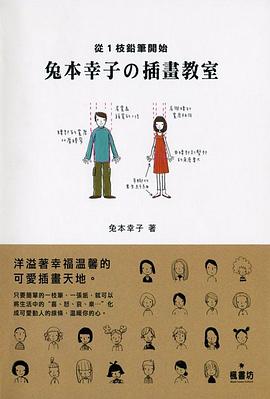 從1枝鉛筆開始
兔本幸子の插畫教室
兔本幸子 著
洋溢著幸福溫馨的
可愛插畫天地。
只要簡單的一枝筆、一張紙，就可以
將生活中的“喜、怒、哀、樂…”化
成可愛動人的線條，溫暖你的心。
楓書坊